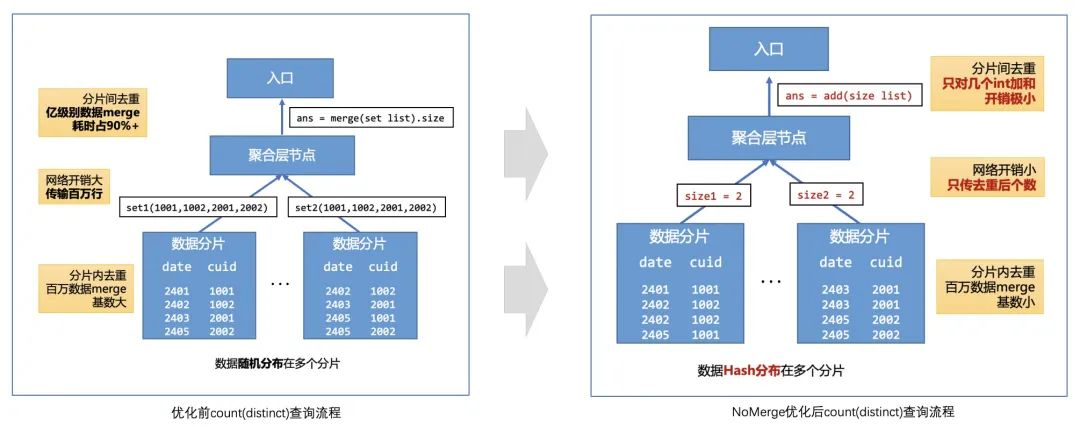 入口
分片间去重
亿级别数据merge
耗时占90%+
ans = merge(set list).size
聚合层节点
网络开销大
传输百万行
set1(1001,1002,2001,2002)
set2(1001,1002,2001,2002)
数据分片
date cuid
2401 1001
2402 1002
2403 2001
2405 2002
...
数据分片
date cuid
2402 1002
2403 2001
2405 1001
2405 2002
分片内去重
百万数据merge
基数大
数据随机分布在多个分片
优化前count(distinct)查询流程
入口
分片间去重
只对几个int加和
开销极小
ans = add(size list)
聚合层节点
网络开销小
只传去重后个数
size1 = 2
size2 = 2
数据分片
date cuid
2401 1001
2402 1002
2402 1002
2405 1001
...
数据分片
date cuid
2403 2001
2403 2001
2405 2002
2405 2002
分片内去重
百万数据merge
基数小
数据Hash分布在多个分片
NoMerge优化后count(distinct)查询流程